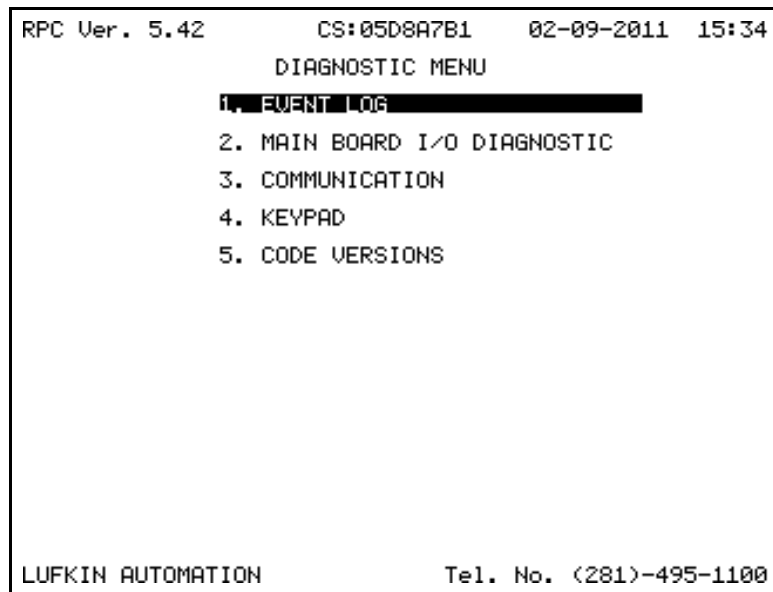 RPC Ver. 5.42 CS:05D8A7B1 02-09-2011 15:34
DIAGNOSTIC MENU
1. EVENT LOG
2. MAIN BOARD I/O DIAGNOSTIC
3. COMMUNICATION
4. KEYPAD
5. CODE VERSIONS
LUFKIN AUTOMATION Tel. No. (281)-495-1100